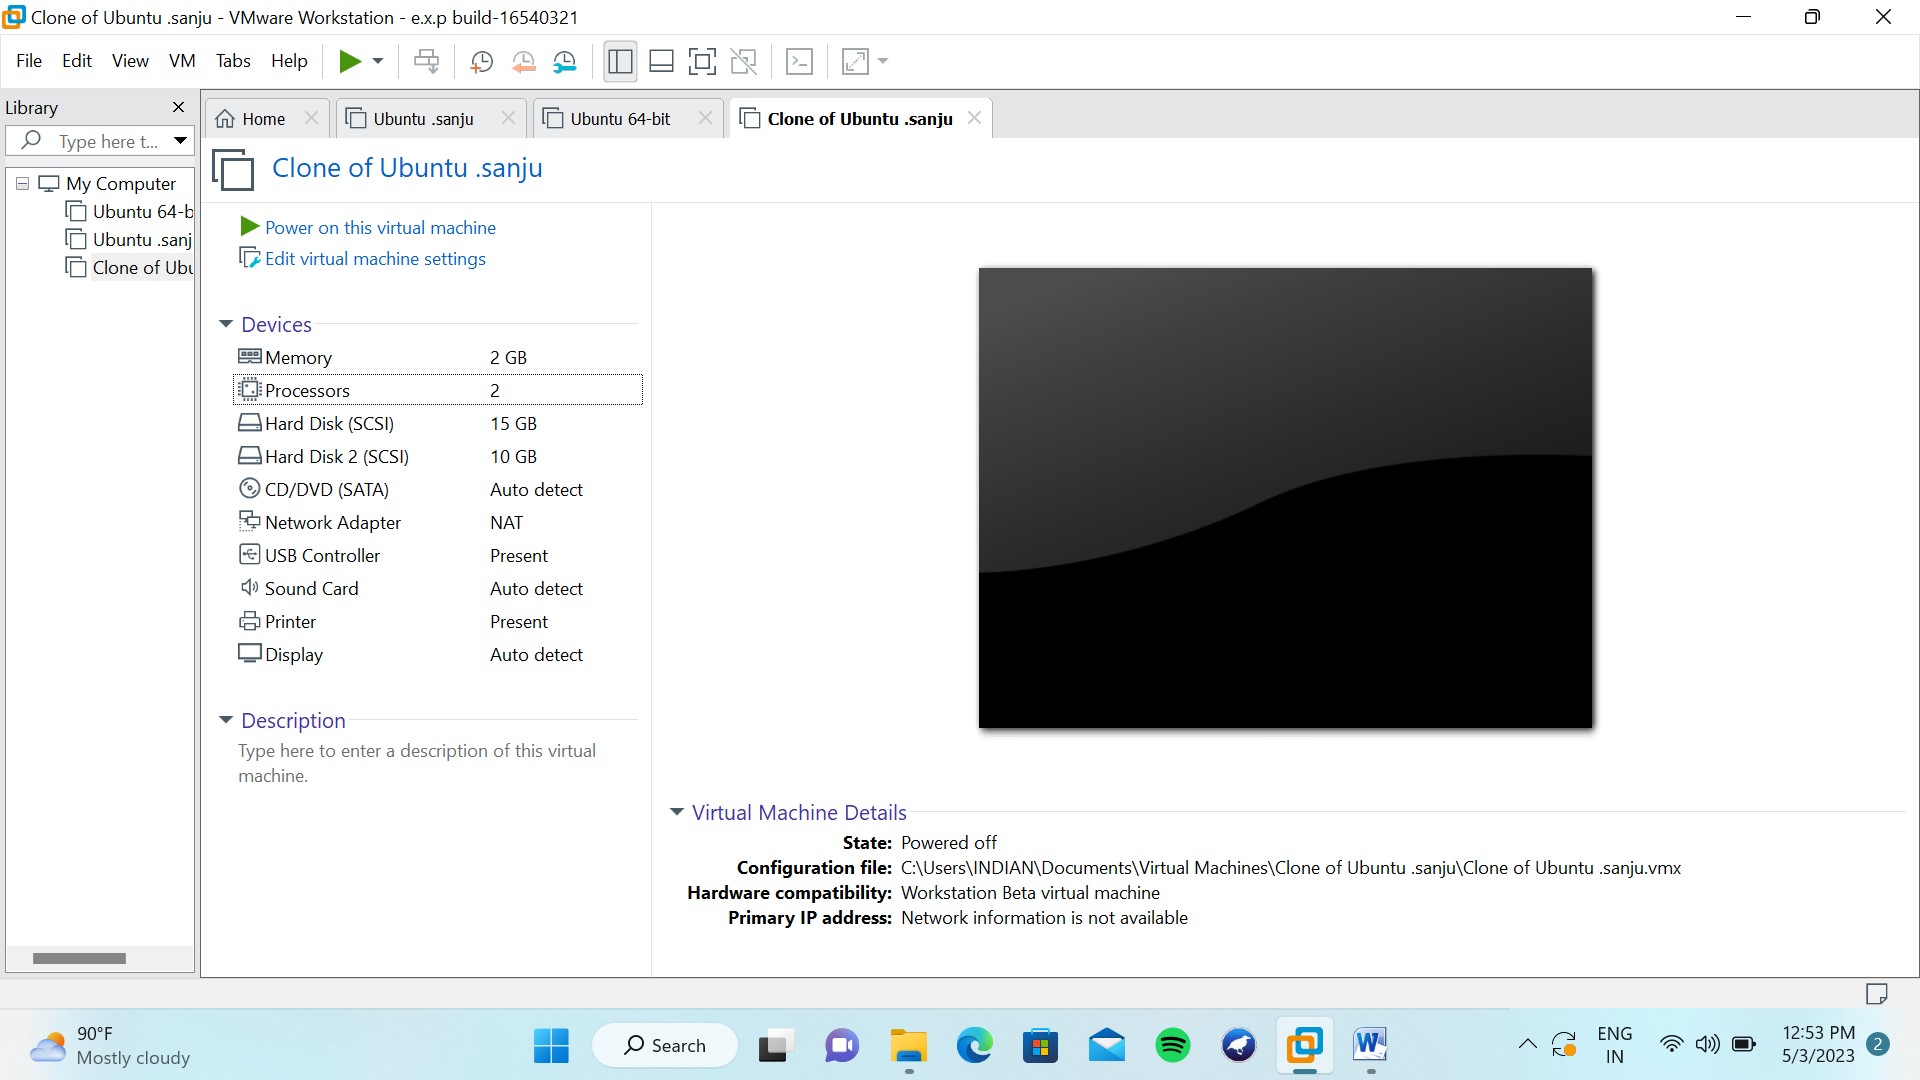 Clone of Ubuntu .sanju - VMware Workstation - e.x.p build-16540321
File Edit View VM Tabs Help
Library
Home
Ubuntu .sanju
Ubuntu 64-bit
Clone of Ubuntu .sanju
Type here t...
My Computer
Ubuntu 64-b
Ubuntu .sanj
Clone of Ubu
Clone of Ubuntu .sanju
Power on this virtual machine
Edit virtual machine settings
Devices
Memory 2 GB
Processors 2
Hard Disk (SCSI) 15 GB
Hard Disk 2 (SCSI) 10 GB
CD/DVD (SATA) Auto detect
Network Adapter NAT
USB Controller Present
Sound Card Auto detect
Printer Present
Display Auto detect
Description
Type here to enter a description of this virtual
machine.
Virtual Machine Details
State: Powered off
Configuration file: C:\Users\INDIAN\Documents\Virtual Machines\Clone of Ubuntu .sanju\Clone of Ubuntu .sanju.vmx
Hardware compatibility: Workstation Beta virtual machine
Primary IP address: Network information is not available
90°F
Mostly cloudy
Search
W
ENG
IN
12:53 PM
5/3/2023
2